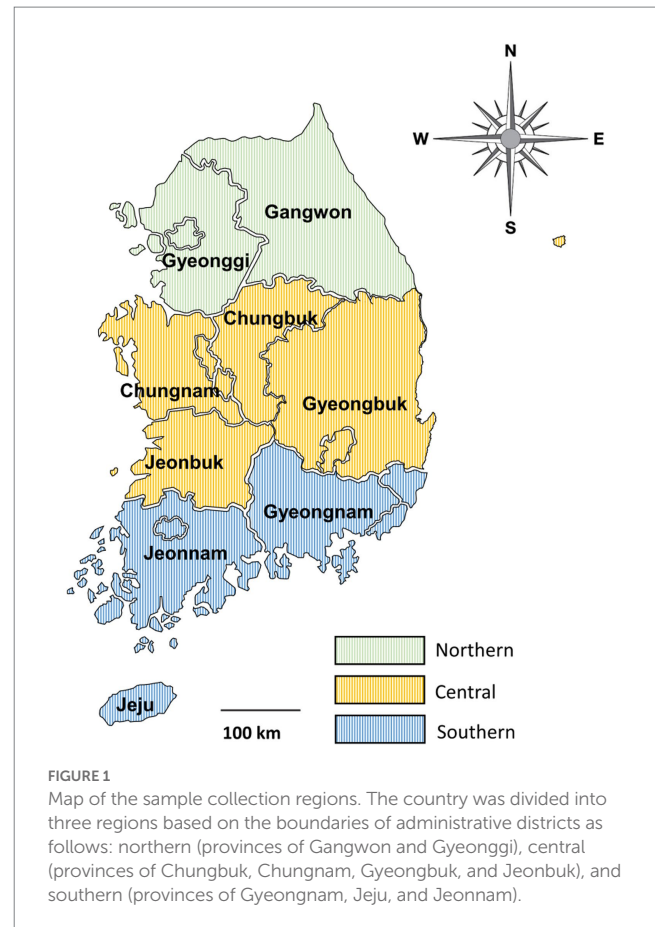 N
W
E
S
Gangwon
Gyeonggi
Chungbuk
Chungnam
Gyeongbuk
Jeonbuk
Gyeongnam
Jeonnam
Jeju
100 km
Northern
Central
Southern
FIGURE 1
Map of the sample collection regions. The country was divided into
three regions based on the boundaries of administrative districts as
follows: northern (provinces of Gangwon and Gyeonggi), central
(provinces of Chungbuk, Chungnam, Gyeongbuk, and Jeonbuk), and
southern (provinces of Gyeongnam, Jeju, and Jeonnam).